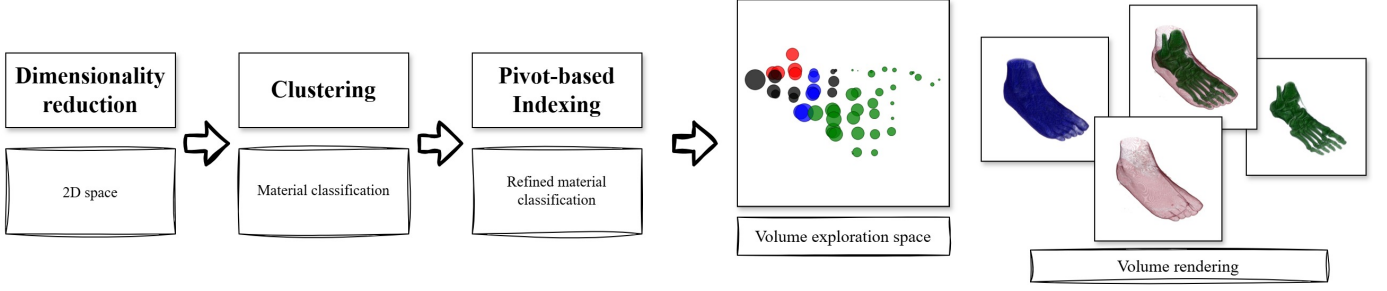 Dimensionality
reduction
2D space
Clustering
Material classification
Pivot-based
Indexing
Refined material
classification
Volume exploration space
Volume rendering